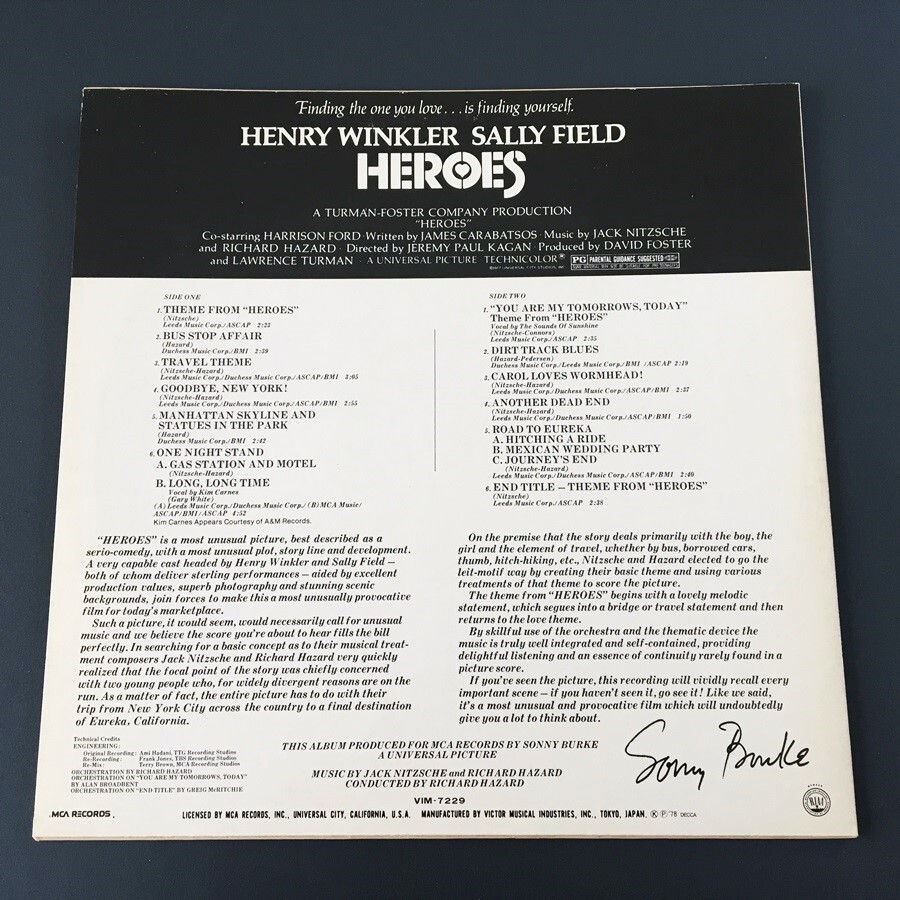 Finding the one you love...is finding yourself.
HENRY WINKLER SALLY FIELD
HEROES
A TURMAN-FOSTER COMPANY PRODUCTION
"HEROES"
Co-starring HARRISON FORD · Written by JAMES CARABATSOS · Music by JACK NITZSCHE
and RICHARD HAZARD · Directed by JEREMY PAUL KAGAN · Produced by DAVID FOSTER
and LAWRENCE TURMAN · A UNIVERSAL PICTURE TECHNICOLOR®
PG PARENTAL GUIDANCE SUGGESTED
SIDE ONE
1. THEME FROM "HEROES"
(Nitzsche)
Leeds Music Corp./ASCAP 2:23
2. BUS STOP AFFAIR
(Hazard)
Duchess Music Corp./BMI 2:39
3. TRAVEL THEME
(Nitzsche-Hazard)
Leeds Music Corp./Duchess Music Corp./ASCAP/BMI 3:05
4. GOODBYE, NEW YORK!
(Nitzsche-Hazard)
Leeds Music Corp./Duchess Music Corp./ASCAP/BMI 2:55
5. MANHATTAN SKYLINE AND
STATUES IN THE PARK
(Hazard)
Duchess Music Corp./BMI 2:42
6. ONE NIGHT STAND
A. GAS STATION AND MOTEL
(Nitzsche-Hazard)
B. LONG, LONG TIME
Vocal by Kim Carnes
(Gary White)
(A) Leeds Music Corp./Duchess Music Corp./(B) MCA Music/
ASCAP/BMI/ASCAP 4:52
Kim Carnes Appears Courtesy of A&M Records.
SIDE TWO
1. "YOU ARE MY TOMORROWS, TODAY"
Theme From "HEROES"
Vocal by The Sounds Of Sunshine
(Nitzsche-Connors)
Leeds Music Corp./ASCAP 2:35
2. DIRT TRACK BLUES
(Hazard-Pedersen)
Duchess Music Corp./Leeds Music Corp./BMI/ASCAP 2:19
3. CAROL LOVES WORMHEAD!
(Nitzsche-Hazard)
Leeds Music Corp./Duchess Music Corp./ASCAP/BMI 2:37
4. ANOTHER DEAD END
(Nitzsche-Hazard)
Leeds Music Corp./Duchess Music Corp./ASCAP/BMI 1:50
5. ROAD TO EUREKA
A. HITCHING A RIDE
B. MEXICAN WEDDING PARTY
C. JOURNEY'S END
(Nitzsche-Hazard)
Leeds Music Corp./Duchess Music Corp./ASCAP/BMI 2:40
6. END TITLE – THEME FROM "HEROES"
(Nitzsche)
Leeds Music Corp./ASCAP 2:38
"HEROES" is a most unusual picture, best described as a
serio-comedy, with a most unusual plot, story line and development.
A very capable cast headed by Henry Winkler and Sally Field –
both of whom deliver sterling performances – aided by excellent
production values, superb photography and stunning scenic
backgrounds, join forces to make this a most unusually provocative
film for today's marketplace.
Such a picture, it would seem, would necessarily call for unusual
music and we believe the score you're about to hear fills the bill
perfectly. In searching for a basic concept as to their musical treat-
ment composers Jack Nitzsche and Richard Hazard very quickly
realized that the focal point of the story was chiefly concerned
with two young people who, for widely divergent reasons are on the
run. As a matter of fact, the entire picture has to do with their
trip from New York City across the country to a final destination
of Eureka, California.
On the premise that the story deals primarily with the boy, the
girl and the element of travel, whether by bus, borrowed cars,
thumb, hitch-hiking, etc., Nitzsche and Hazard elected to go the
leit-motif way by creating their basic theme and using various
treatments of that theme to score the picture.
The theme from "HEROES" begins with a lovely melodic
statement, which segues into a bridge or travel statement and then
returns to the love theme.
By skillful use of the orchestra and the thematic device the
music is truly well integrated and self-contained, providing
delightful listening and an essence of continuity rarely found in a
picture score.
If you've seen the picture, this recording will vividly recall every
important scene – if you haven't seen it, go see it! Like we said,
it's a most unusual and provocative film which will undoubtedly
give you a lot to think about.
Sonny Burke
Technical Credits
ENGINEERING:
Original Recording: Ami Hadani, TTG Recording Studios
Re-Recording: Frank Jones, TBS Recording Studios
Re-Mix: Terry Brown, MCA Recording Studios
ORCHESTRATION BY RICHARD HAZARD
ORCHESTRATION ON "YOU ARE MY TOMORROWS, TODAY"
BY ALAN BROADBENT
ORCHESTRATION ON "END TITLE" BY GREIG McRITCHIE
THIS ALBUM PRODUCED FOR MCA RECORDS BY SONNY BURKE
A UNIVERSAL PICTURE
MUSIC BY JACK NITZSCHE and RICHARD HAZARD
CONDUCTED BY RICHARD HAZARD
VIM-7229
MCA RECORDS
LICENSED BY MCA RECORDS, INC., UNIVERSAL CITY, CALIFORNIA, U.S.A. MANUFACTURED BY VICTOR MUSICAL INDUSTRIES, INC., TOKYO, JAPAN. Ⓚ Ⓟ '78 DECCA